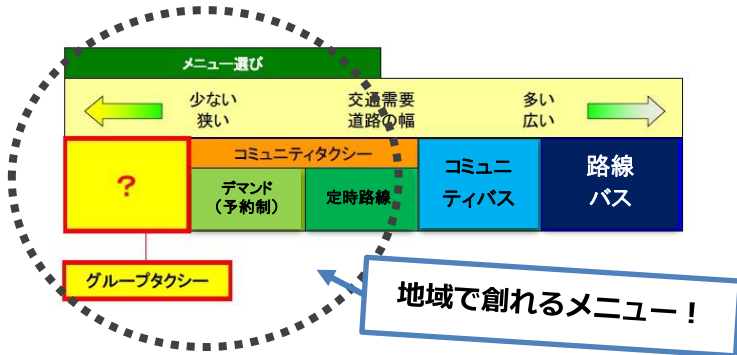 メニュー選び
少ない 交通需要 多い
狭い 道路の幅 広い
?
コミュニティタクシー
デマンド
(予約制)
定時路線
コミュニ
ティバス
路線
バス
グループタクシー
地域で創れるメニュー!